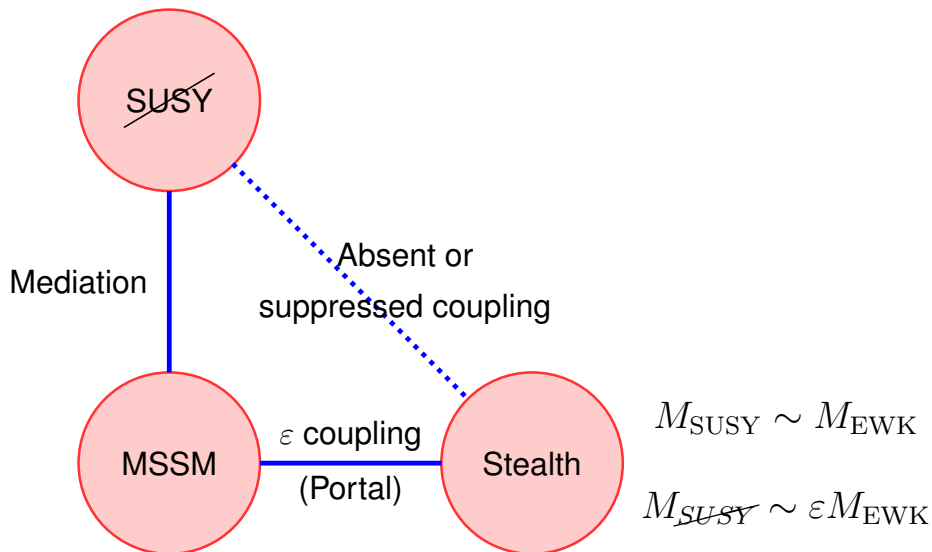 SUSY
Mediation
Absent or
suppressed coupling
MSSM
ε coupling
(Portal)
Stealth
M_SUSY ∼ M_EWK
M_SUSY ∼ εM_EWK